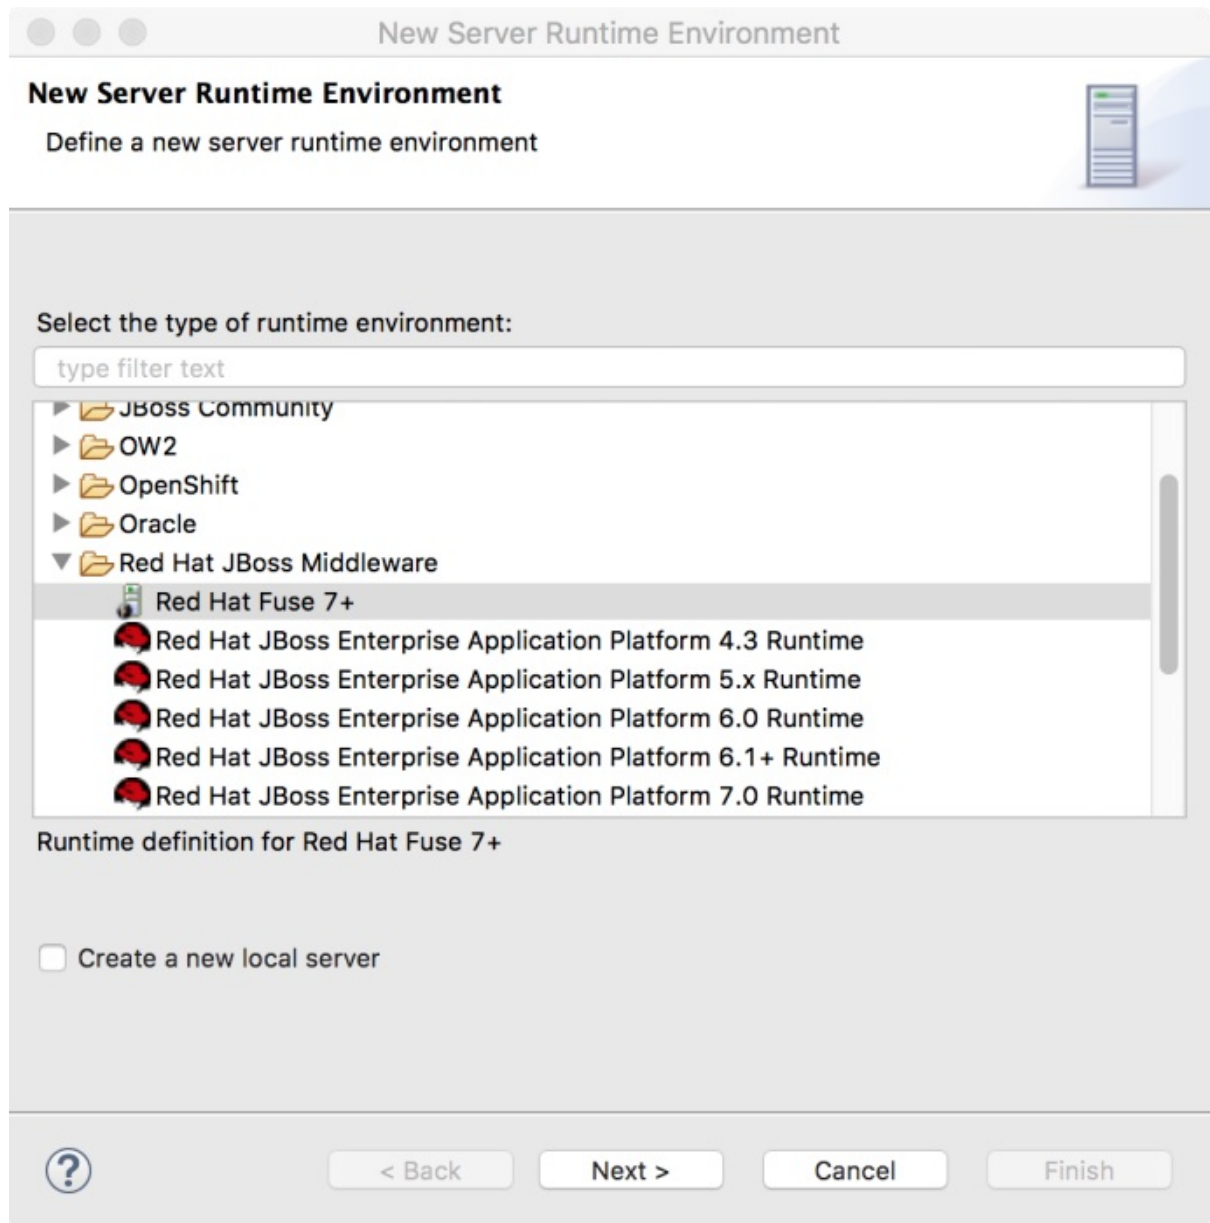 New Server Runtime Environment
New Server Runtime Environment
Define a new server runtime environment
Select the type of runtime environment:
type filter text
JBoss Community
OW2
OpenShift
Oracle
Red Hat JBoss Middleware
Red Hat Fuse 7+
Red Hat JBoss Enterprise Application Platform 4.3 Runtime
Red Hat JBoss Enterprise Application Platform 5.x Runtime
Red Hat JBoss Enterprise Application Platform 6.0 Runtime
Red Hat JBoss Enterprise Application Platform 6.1+ Runtime
Red Hat JBoss Enterprise Application Platform 7.0 Runtime
Runtime definition for Red Hat Fuse 7+
Create a new local server
? < Back Next > Cancel Finish